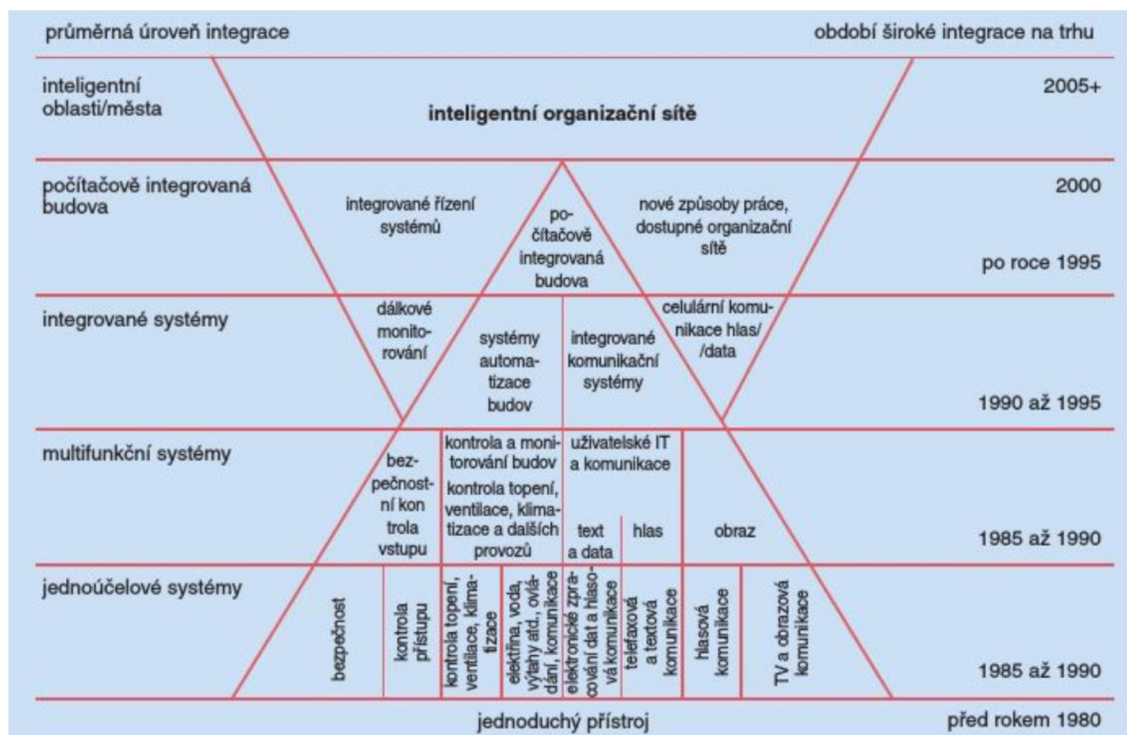 průměrná úroveň integrace
období široké integrace na trhu
inteligentní
oblasti/města
inteligentní organizační sítě
2005+
počítačově integrovaná
budova
integrované řízení
systémů
po-
čítačově
integrovaná
budova
nové způsoby práce,
dostupné organizační
sítě
2000
po roce 1995
integrované systémy
dálkové
monito-
rování
systémy
automa-
tizace
budov
integrované
komunikační
systémy
celulární komu-
nikace hlas/
/data
1990 až 1995
multifunkční systémy
bez-
pečnost-
ní kon
trola
vstupu
kontrola a moni-
torování budov
kontrola topení,
ventilace, klima-
tizace a dalších
provozů
uživatelské IT
a komunikace
text
a data
hlas
obraz
1985 až 1990
jednoúčelové systémy
bezpečnost
kontrola
přístupu
kontrola topení,
ventilace, klima-
tizace
elektřina, voda,
výtahy atd., ovlá-
dání, komunikace
elektronické zpra-
cování dat a hlaso-
vá komunikace
telefaxová
a textová
komunikace
hlasová
komunikace
TV a obrazová
komunikace
1985 až 1990
jednoduchý přístroj
před rokem 1980